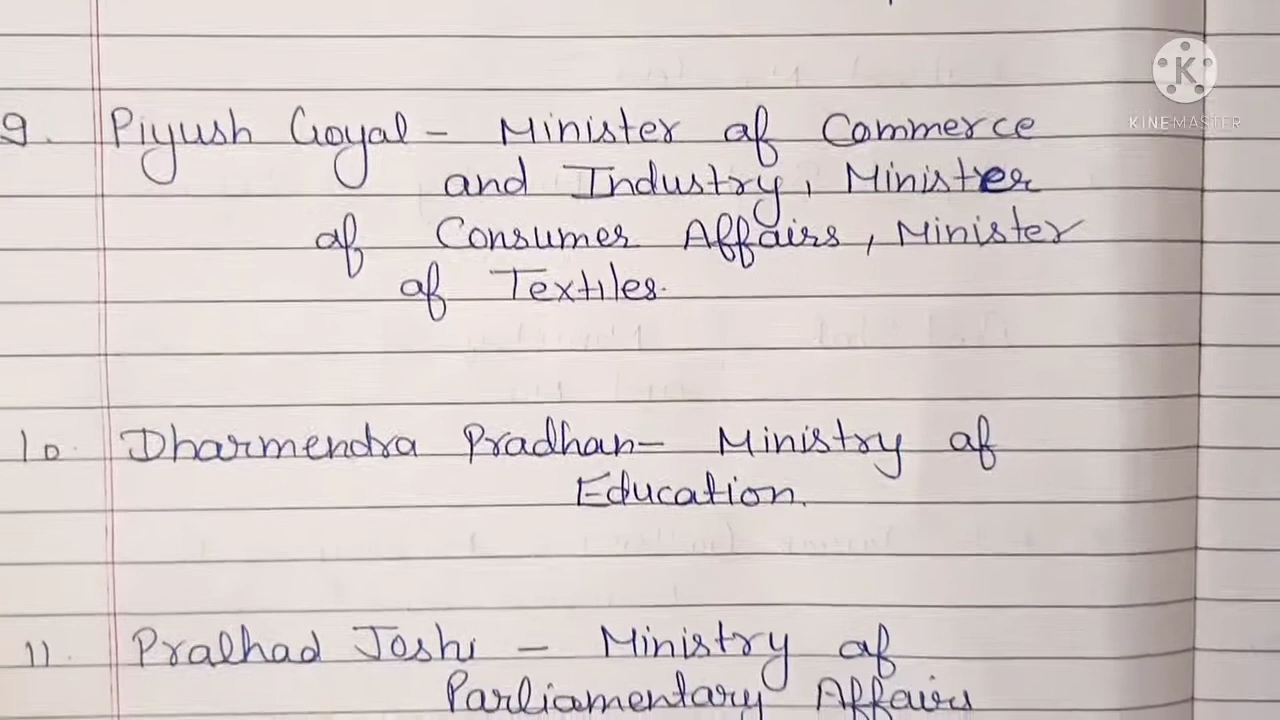 9. Piyush Goyal - Minister of Commerce
and Industry, Minister
of Consumer Affairs, Minister
of Textiles.
10. Dharmendra Pradhan- Ministry of
Education.
11. Pralhad Joshi - Ministry of
Parliamentary Affairs
KINEMASTER